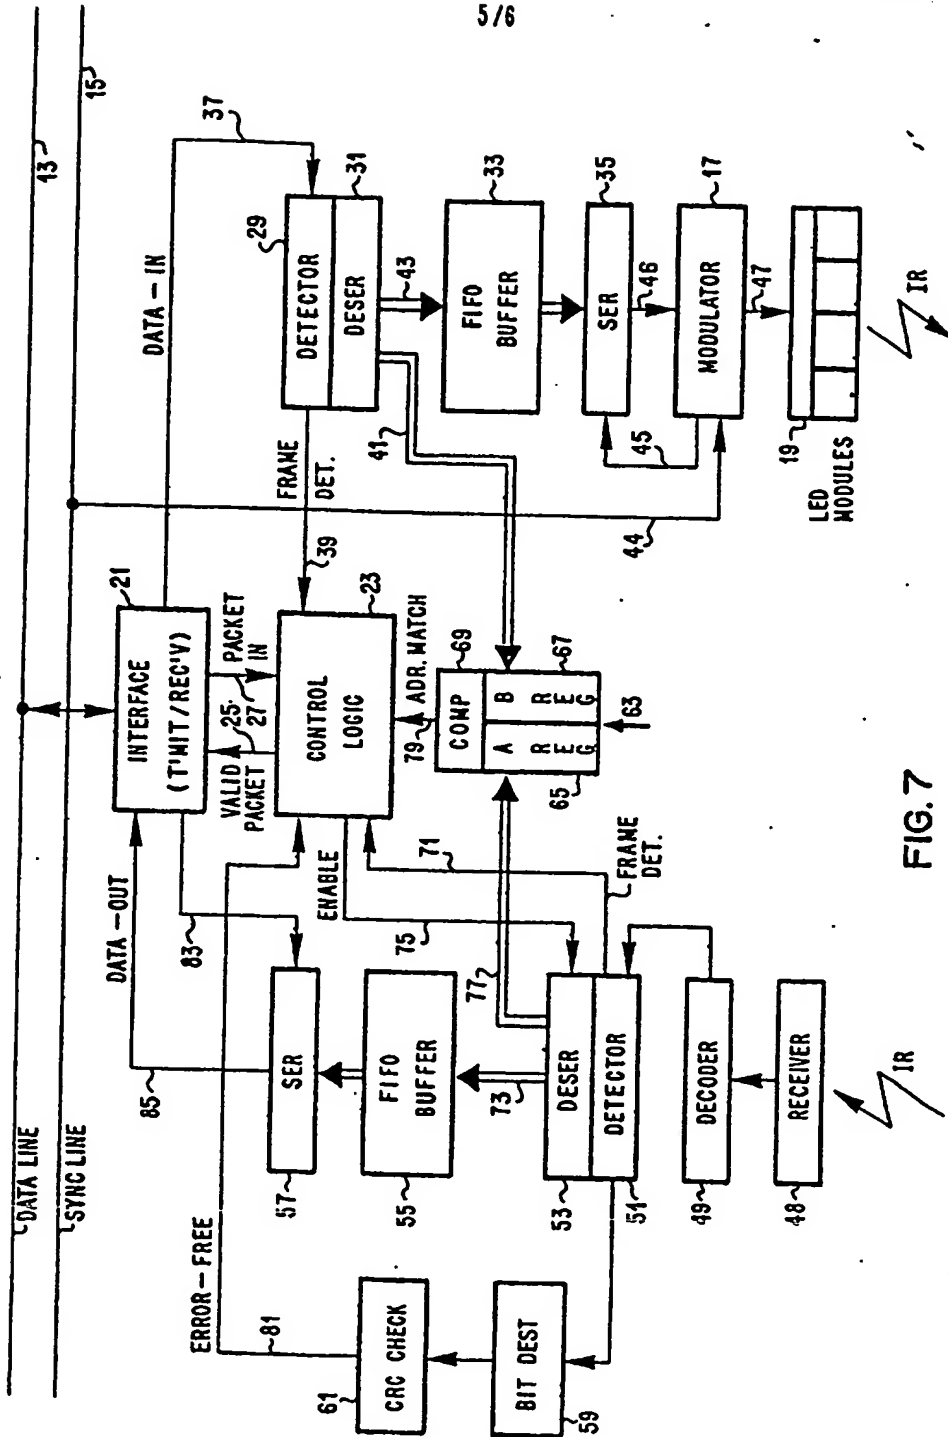 5/6
DATA LINE
13
SYNC LINE
15
DATA-OUT
85
83
INTERFACE
(T'MIT/REC'V)
21
DATA-IN
37
VALID
PACKET
25
27
PACKET
IN
ERROR-FREE
81
ENABLE
CONTROL
LOGIC
23
39
FRAME
DET.
29
DETECTOR
DESER
31
41
43
SER
57
75
71
79
ADR. MATCH
COMP
69
A
REG
B
REG
65
67
63
FIFO
BUFFER
33
FIFO
BUFFER
55
73
77
SER
35
44
45
46
CRC CHECK
61
DESER
53
DETECTOR
51
FRAME
DET.
MODULATOR
17
47
BIT DEST
59
DECODER
49
RECEIVER
48
19
LED
MODULES
IR
IR
FIG. 7